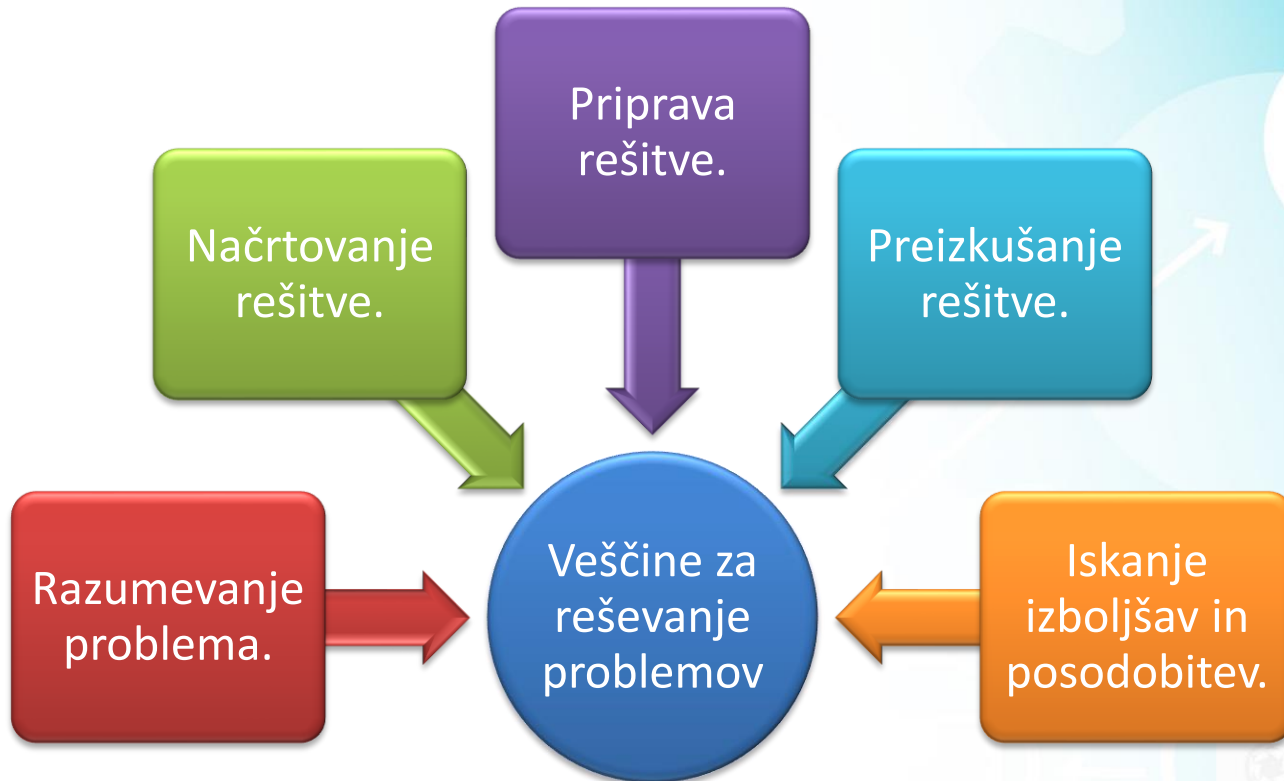 Razumevanje
problema.
Načrtovanje
rešitve.
Priprava
rešitve.
Preizkušanje
rešitve.
Iskanje
izboljšav in
posodobitev.
Veščine za
reševanje
problemov